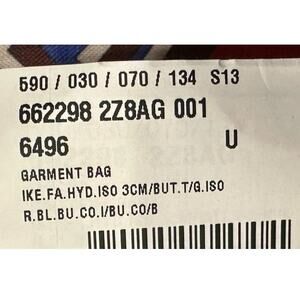 590 / 030 / 070 / 134 S13
662298 2Z8AG 001
6496 U
GARMENT BAG
IKE.FA.HYD.ISO 3CM/BUT.T/G.ISO
R.BL.BU.CO.I/BU.CO/B